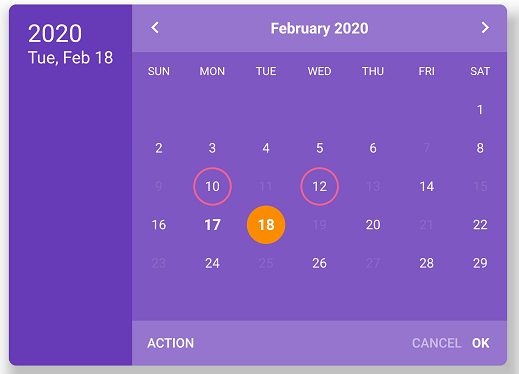 2020
Tue, Feb 18
February 2020
SUN MON TUE WED THU FRI SAT
1
2 3 4 5 6 7 8
9 10 11 12 13 14 15
16 17 18 19 20 21 22
23 24 25 26 27 28 29
ACTION CANCEL OK